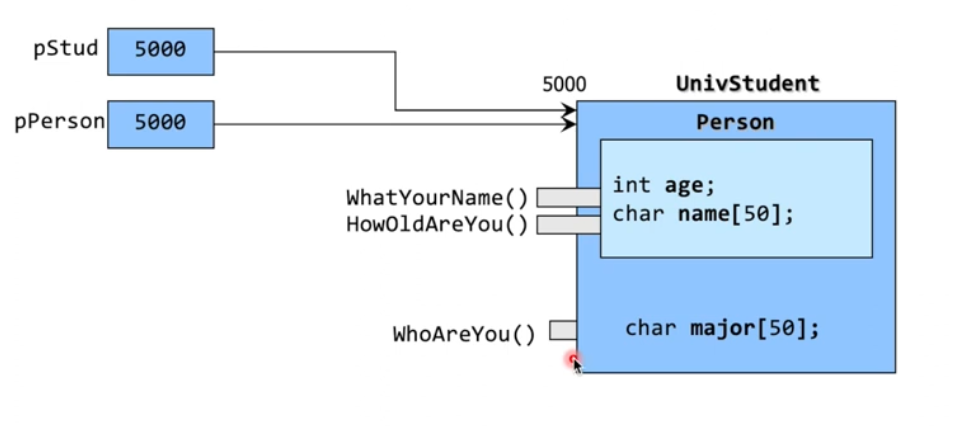 pStud 5000
5000 UnivStudent
pPerson 5000 Person
int age;
WhatYourName()
char name[50];
HowOldAreYou()
WhoAreYou() char major[50];